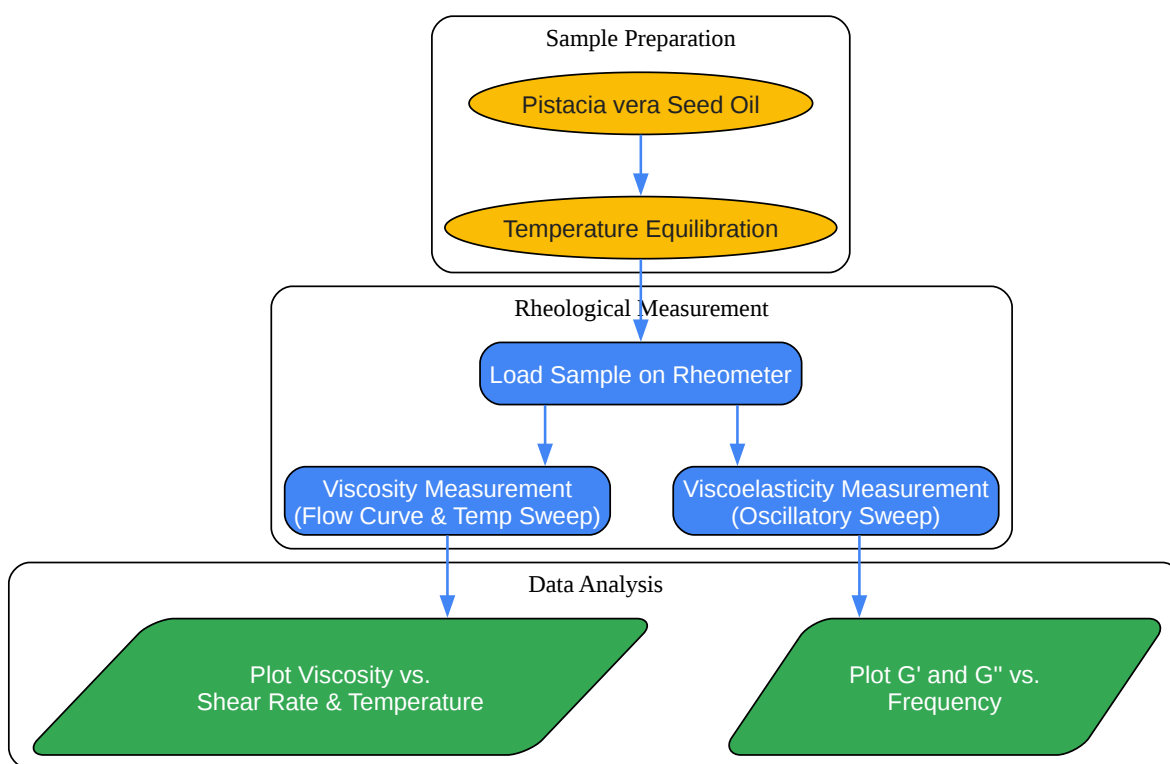 Sample Preparation
Pistacia vera Seed Oil
Temperature Equilibration
Rheological Measurement
Load Sample on Rheometer
Viscosity Measurement
(Flow Curve & Temp Sweep)
Viscoelasticity Measurement
(Oscillatory Sweep)
Data Analysis
Plot Viscosity vs.
Shear Rate & Temperature
Plot G' and G'' vs.
Frequency